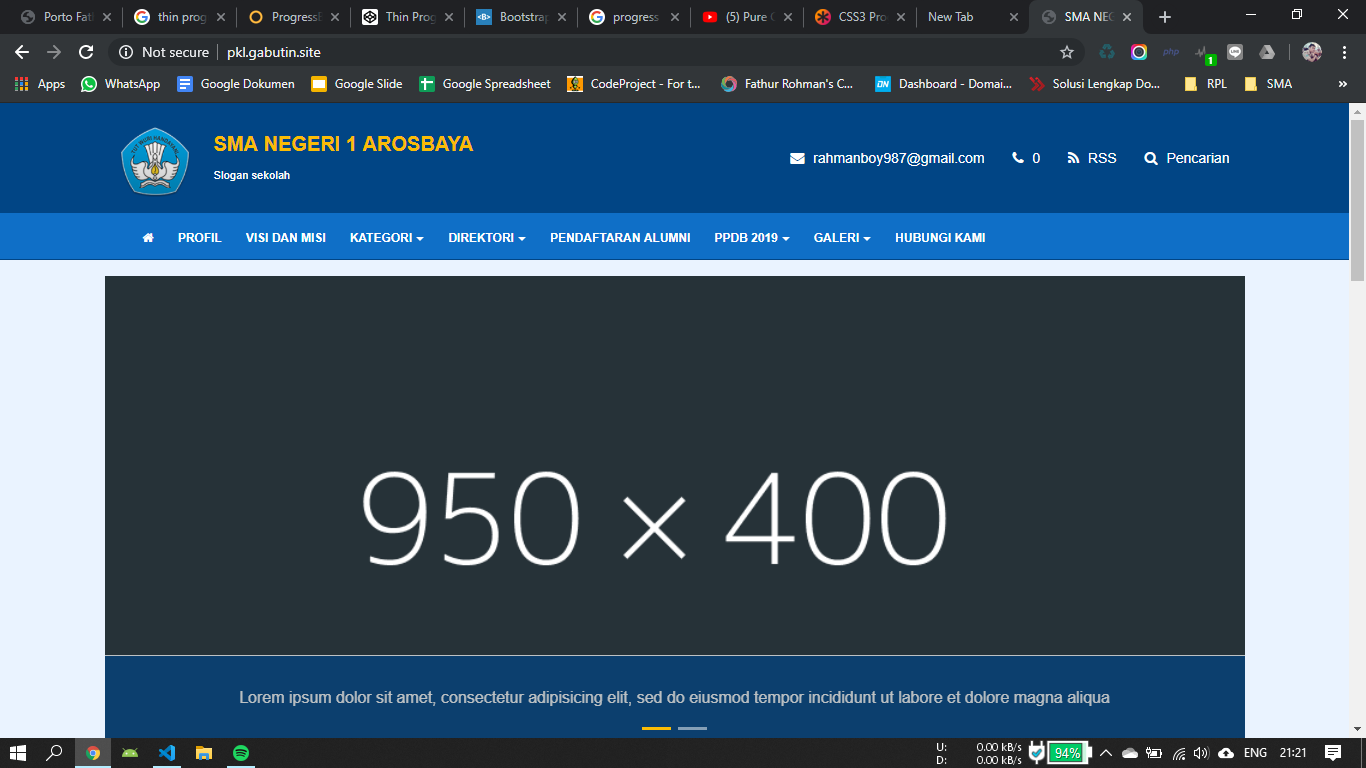 Porto Fat
thin prog
Progress
Thin Prog
Bootstrap
progress
(5) Pure
CSS3 Pro
New Tab
SMA NEG
Not secure
pkl.gabutin.site
php
1
Apps
WhatsApp
Google Dokumen
Google Slide
Google Spreadsheet
CodeProject - For t...
Fathur Rohman's C...
DN
Dashboard - Domai...
Solusi Lengkap Do...
RPL
SMA
»
SMA NEGERI 1 AROSBAYA
Slogan sekolah
rahmanboy987@gmail.com
0
RSS
Pencarian
PROFIL
VISI DAN MISI
KATEGORI
DIREKTORI
PENDAFTARAN ALUMNI
PPDB 2019
GALERI
HUBUNGI KAMI
950 × 400
Lorem ipsum dolor sit amet, consectetur adipisicing elit, sed do eiusmod tempor incididunt ut labore et dolore magna aliqua
U: 0.00 kB/s
D: 0.00 kB/s
94%
ENG
21:21